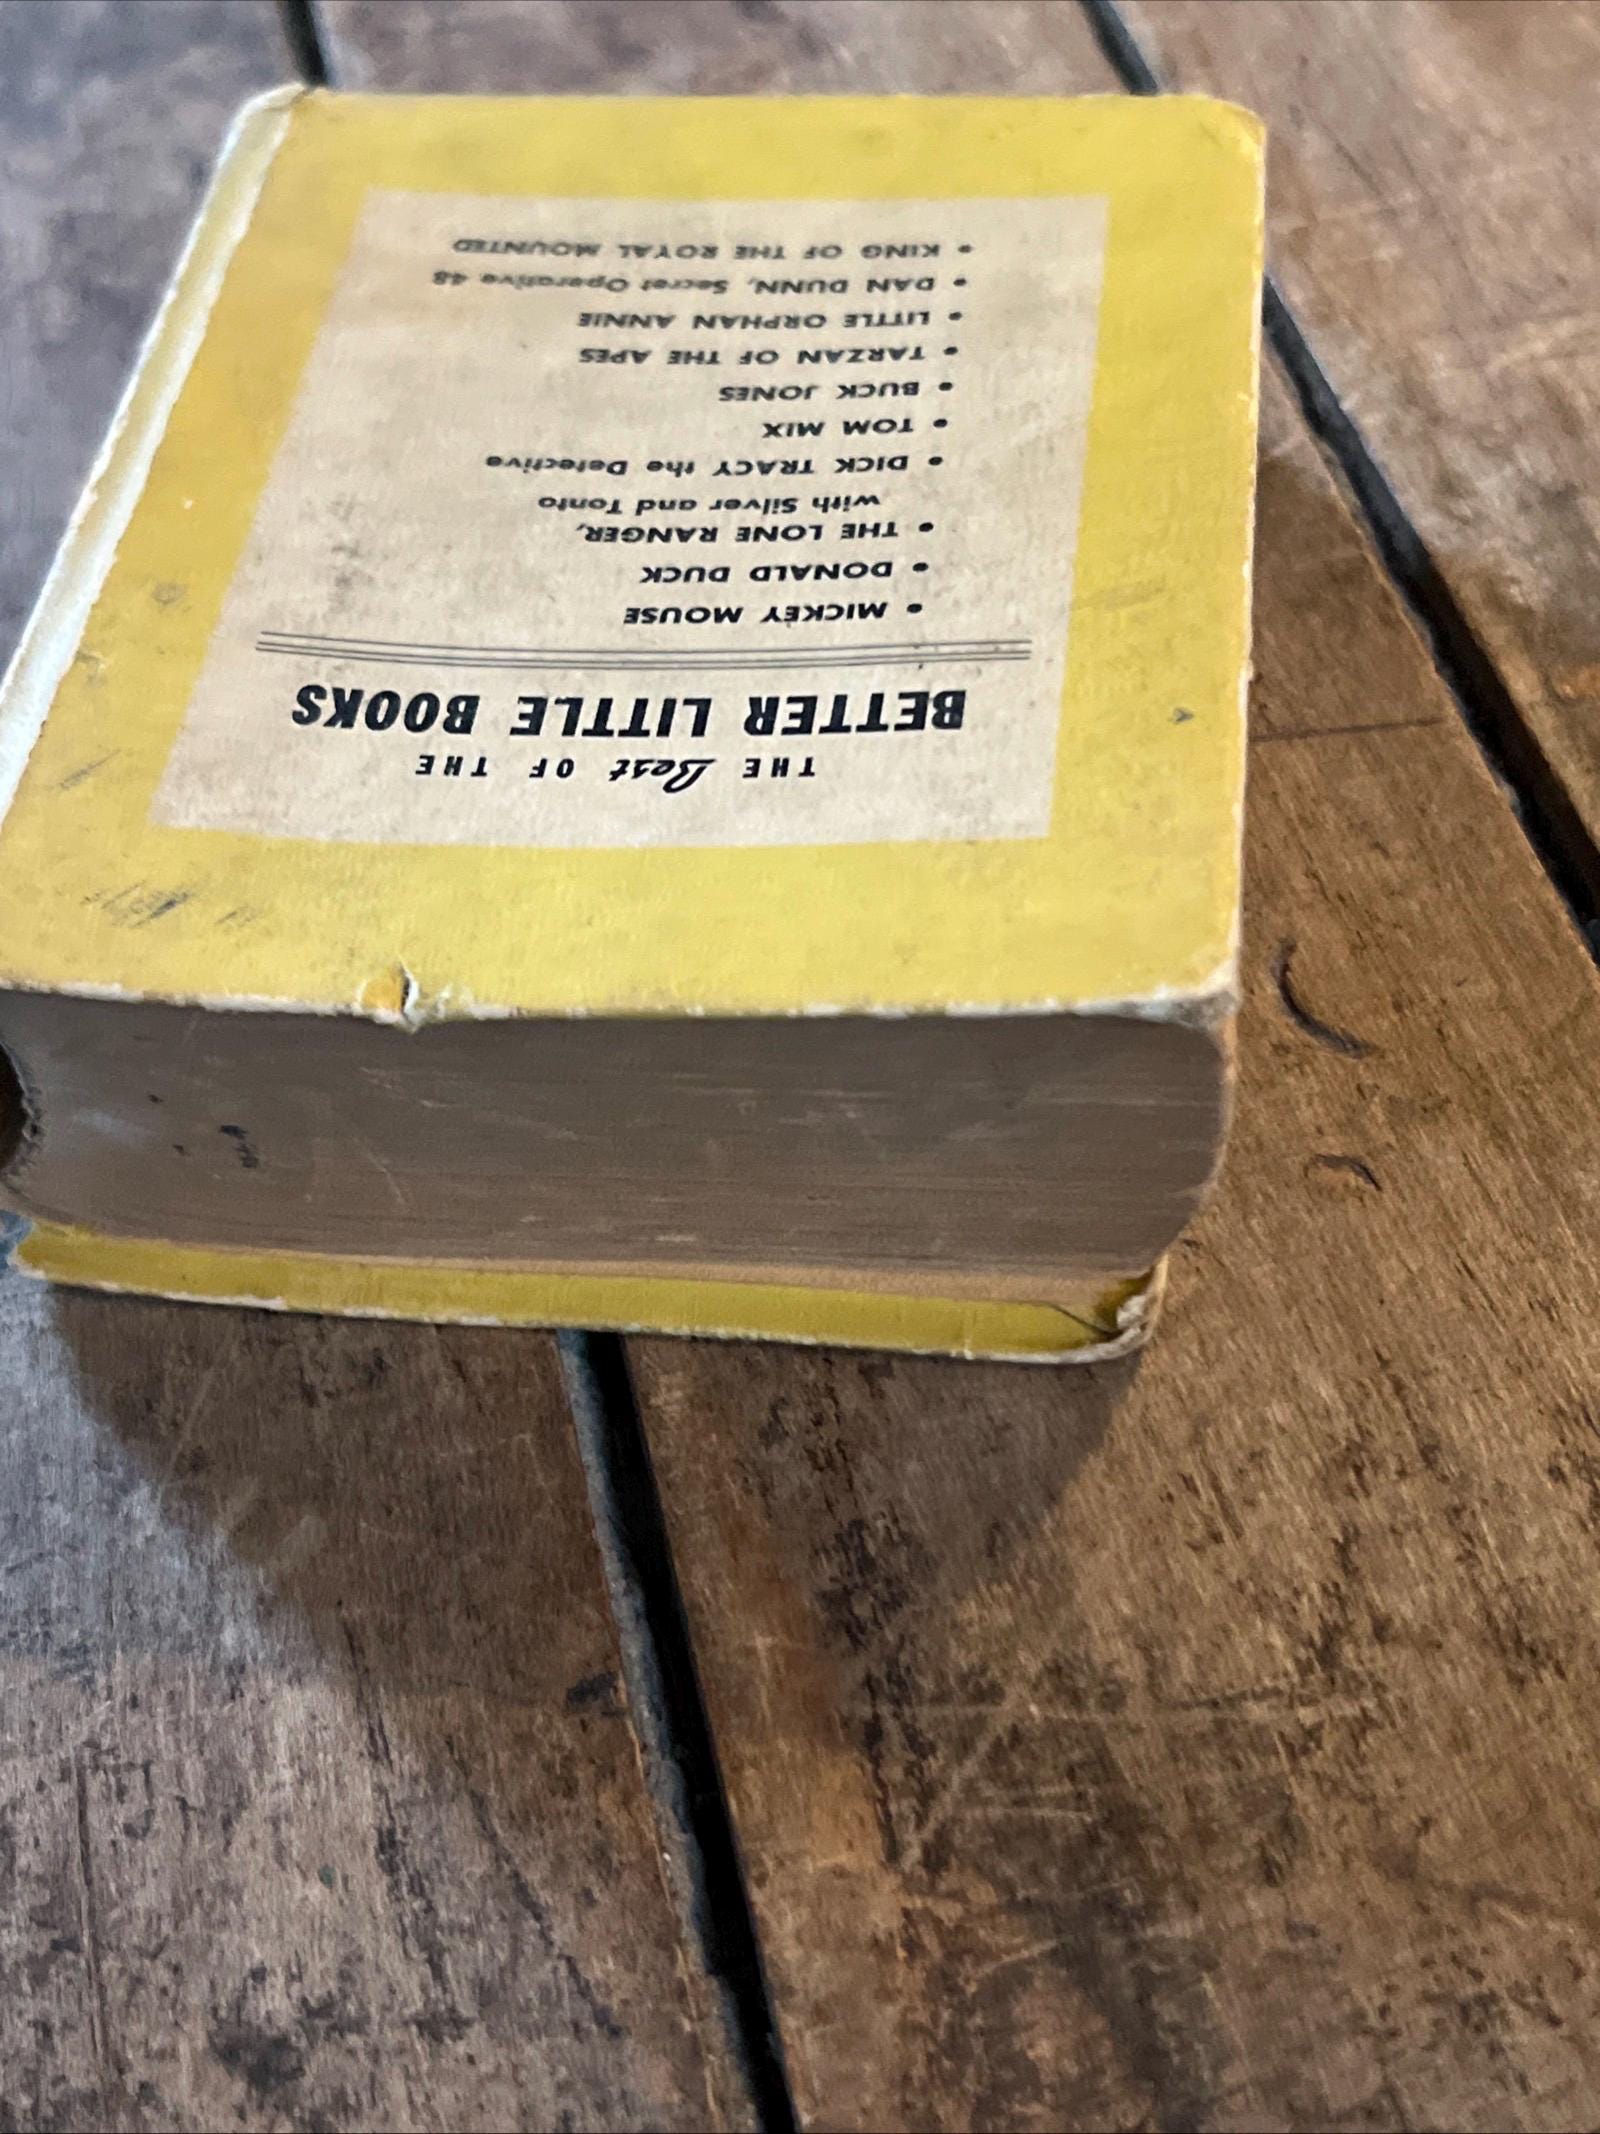 THE Best OF THE
BETTER LITTLE BOOKS
• MICKEY MOUSE
• DONALD DUCK
• THE LONE RANGER,
with Silver and Tonto
• DICK TRACY the Detective
• TOM MIX
• BUCK JONES
• TARZAN OF THE APES
• LITTLE ORPHAN ANNIE
• DAN DUNN, Secret Operative 48
• KING OF THE ROYAL MOUNTED